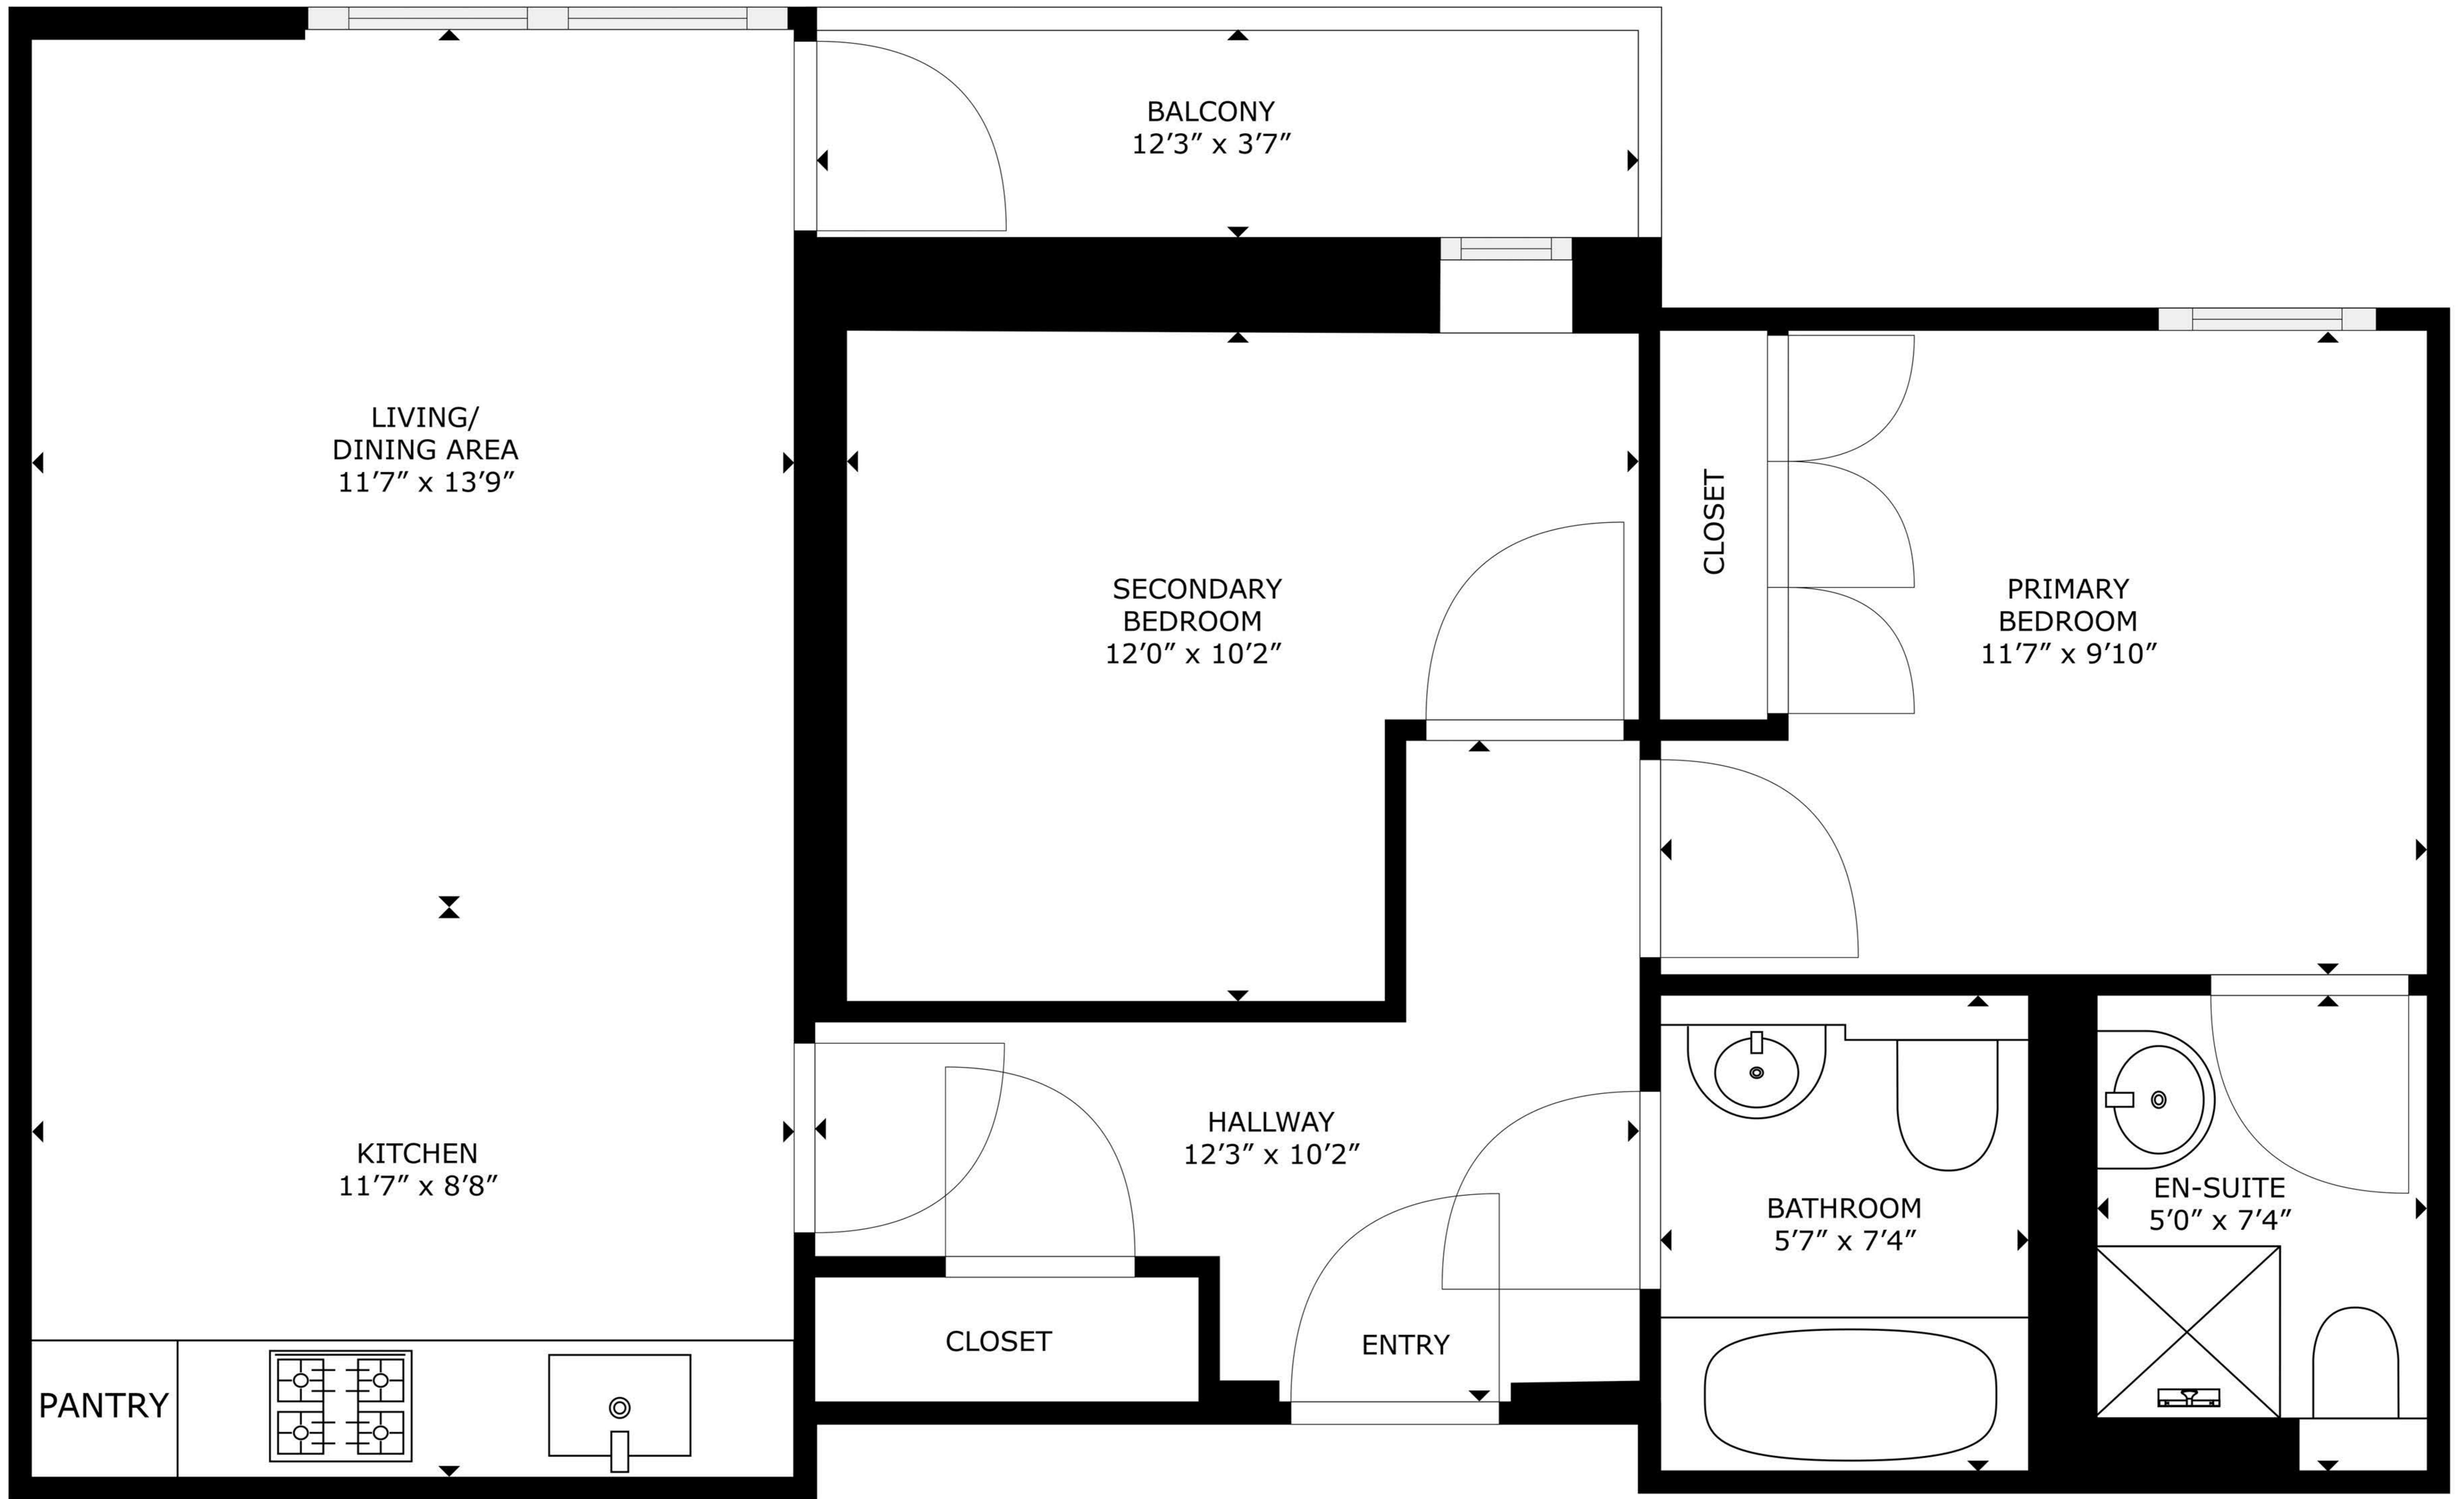 BALCONY
12’3” x 3’7”
LIVING/
DINING AREA
11’7” x 13’9”
SECONDARY
BEDROOM
12’0” x 10’2”
CLOSET
PRIMARY
BEDROOM
11’7” x 9’10”
KITCHEN
11’7” x 8’8”
HALLWAY
12’3” x 10’2”
BATHROOM
5’7” x 7’4”
EN-SUITE
5’0” x 7’4”
PANTRY
CLOSET
ENTRY